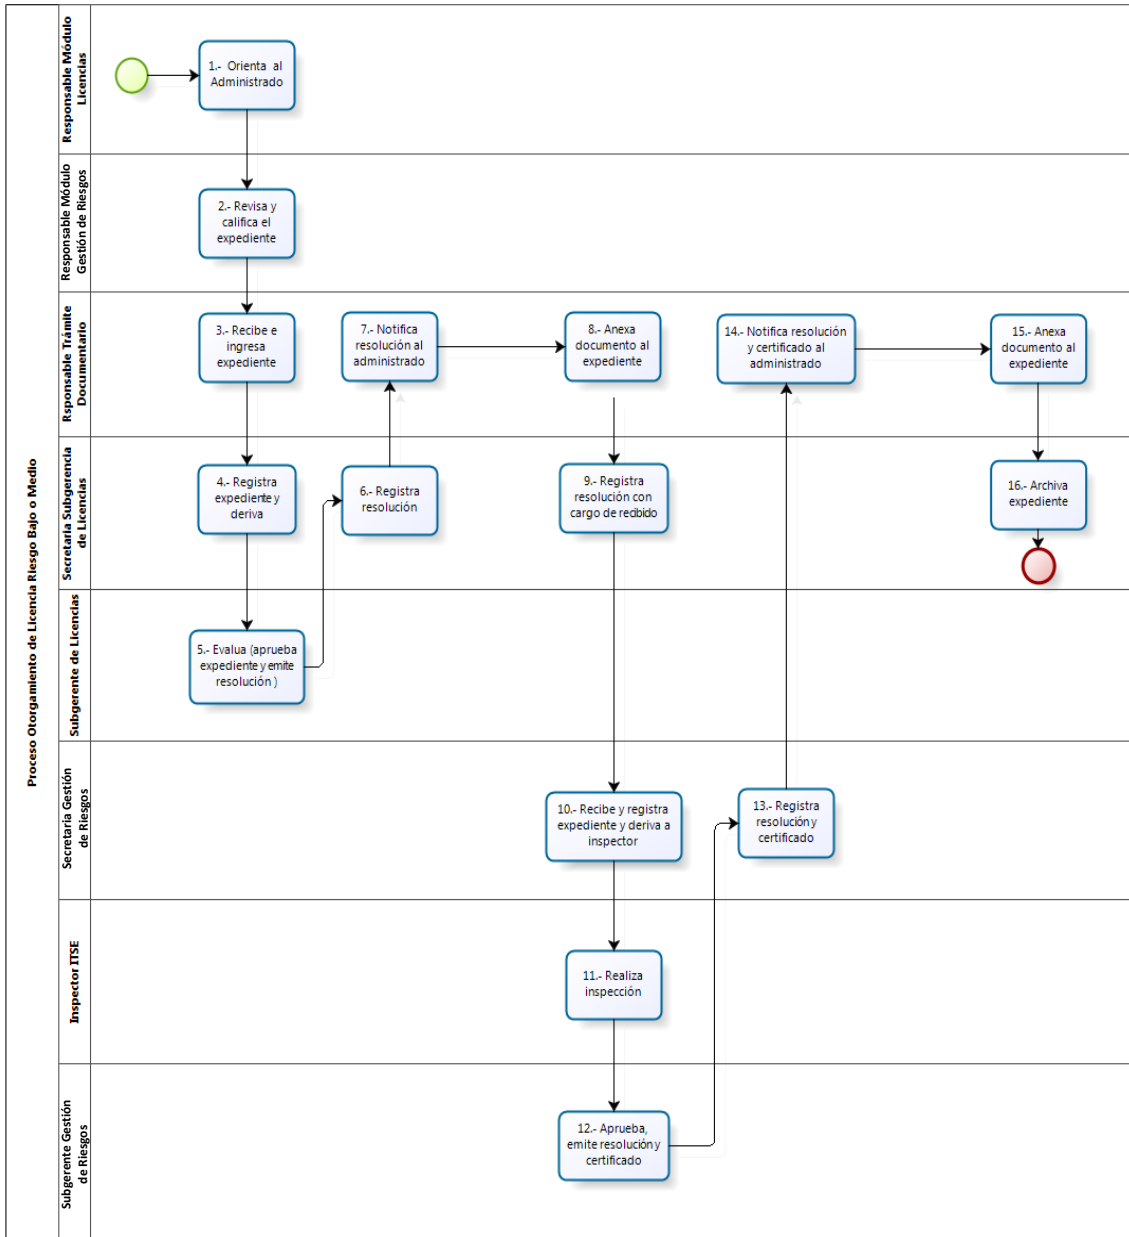 Proceso Otorgamiento de Licencia Riesgo Bajo o Medio
Responsable Módulo
Licencias
1.- Orienta al
Administrado
Responsable Módulo
Gestión de Riesgos
2.- Revisa y
califica el
expediente
Rsponsable Trámite
Documentario
3.- Recibe e
ingresa
expediente
7.- Notifica
resolución al
administrado
8.- Anexa
documento al
expediente
14.- Notifica resolución
y certificado al
administrado
15.- Anexa
documento al
expediente
Secretaria Subgerencia
de Licencias
4.- Registra
expediente y
deriva
6.- Registra
resolución
9.- Registra
resolución con
cargo de recibido
16.- Archiva
expediente
Subgerente de Licencias
5.- Evalua (aprueba
expediente y emite
resolución )
Secretaria Gestión
de Riesgos
10.- Recibe y registra
expediente y deriva a
inspector
13.- Registra
resolución y
certificado
Inspector ITSE
11.- Realiza
inspección
Subgerente Gestión
de Riesgos
12.- Aprueba,
emite resolución y
certificado